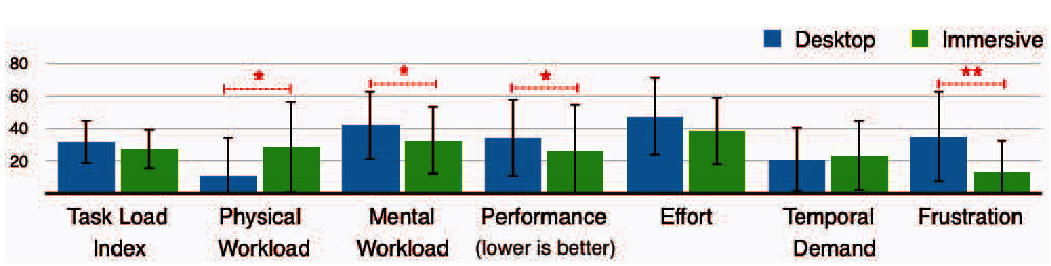 Desktop Immersive
80
60
40
20
* * * **
Task Load Index
Physical Workload
Mental Workload
Performance (lower is better)
Effort
Temporal Demand
Frustration